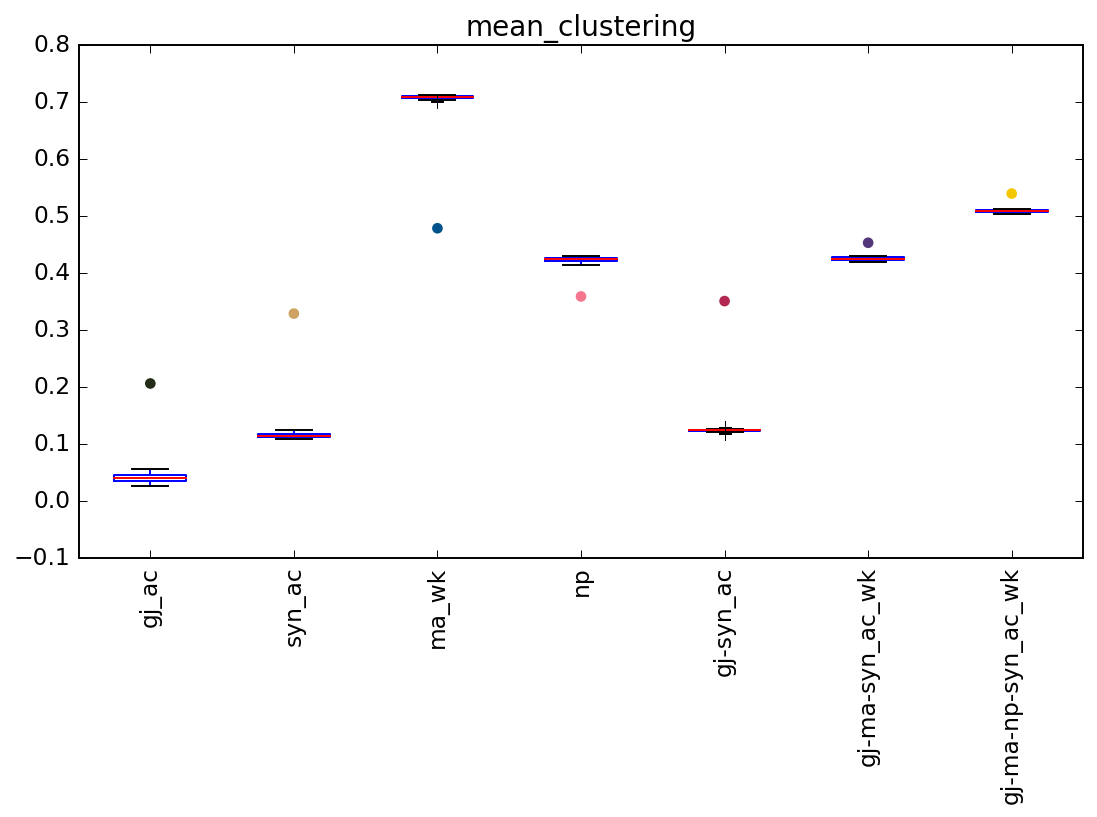 mean_clustering
0.8
0.7
0.6
0.5
0.4
0.3
0.2
0.1
0.0
−0.1
gj_ac
syn_ac
ma_wk
np
gj-syn_ac
gj-ma-syn_ac_wk
gj-ma-np-syn_ac_wk